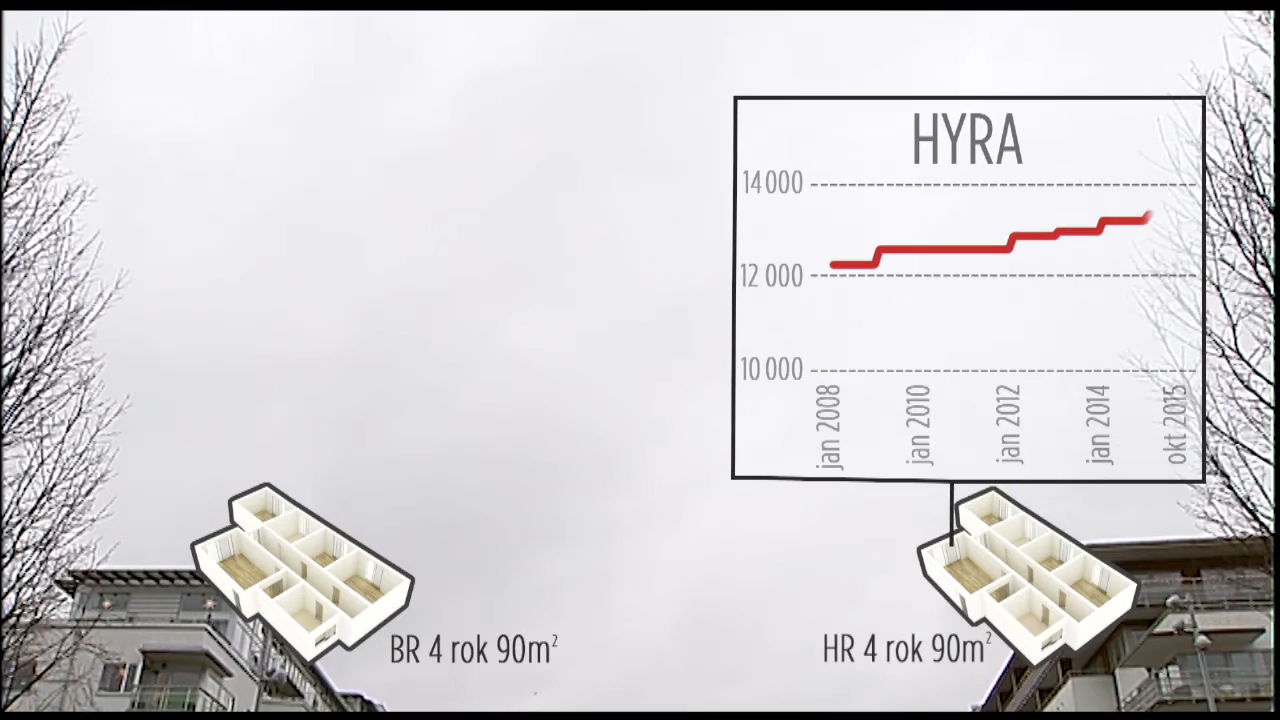 HYRA
14 000
12 000
10 000
jan 2008
jan 2010
jan 2012
jan 2014
okt 2015
BR 4 rok 90m²
HR 4 rok 90m²